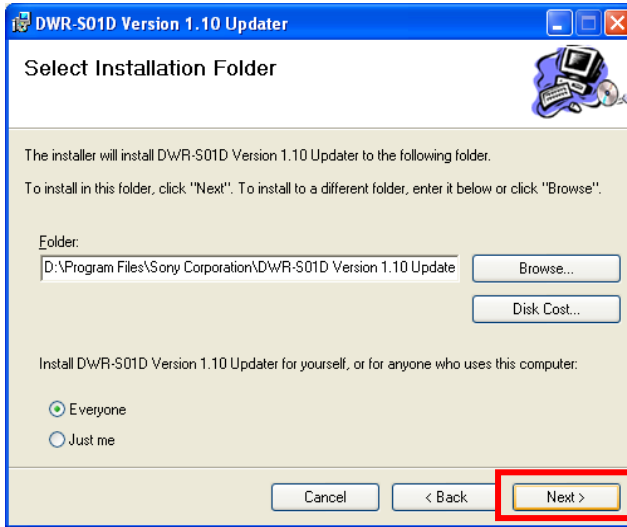 DWR-S01D Version 1.10 Updater
Select Installation Folder
The installer will install DWR-S01D Version 1.10 Updater to the following folder.
To install in this folder, click "Next". To install to a different folder, enter it below or click "Browse".
Folder:
D:\Program Files\Sony Corporation\DWR-S01D Version 1.10 Update
Browse...
Disk Cost...
Install DWR-S01D Version 1.10 Updater for yourself, or for anyone who uses this computer:
Everyone
Just me
Cancel
< Back
Next >